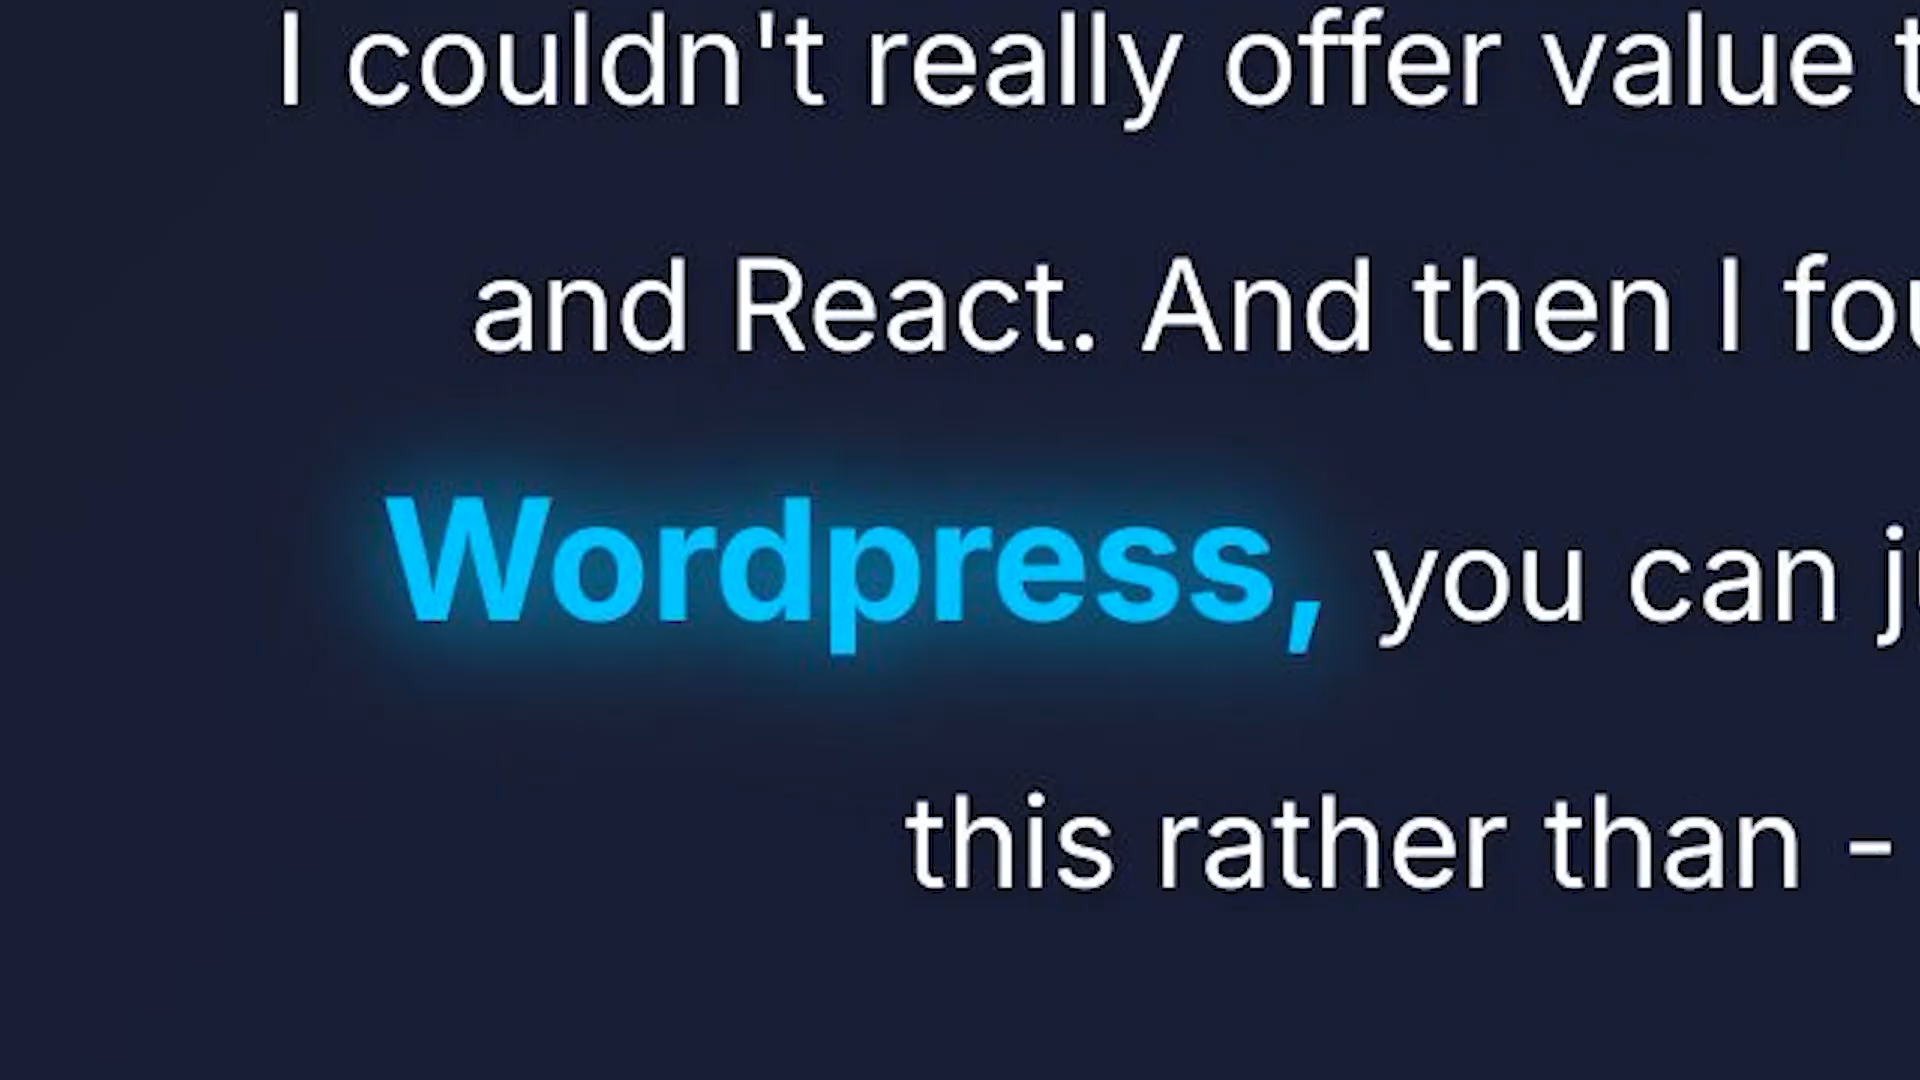 I couldn't really offer value
and React. And then I
Wordpress, you can
this rather than -